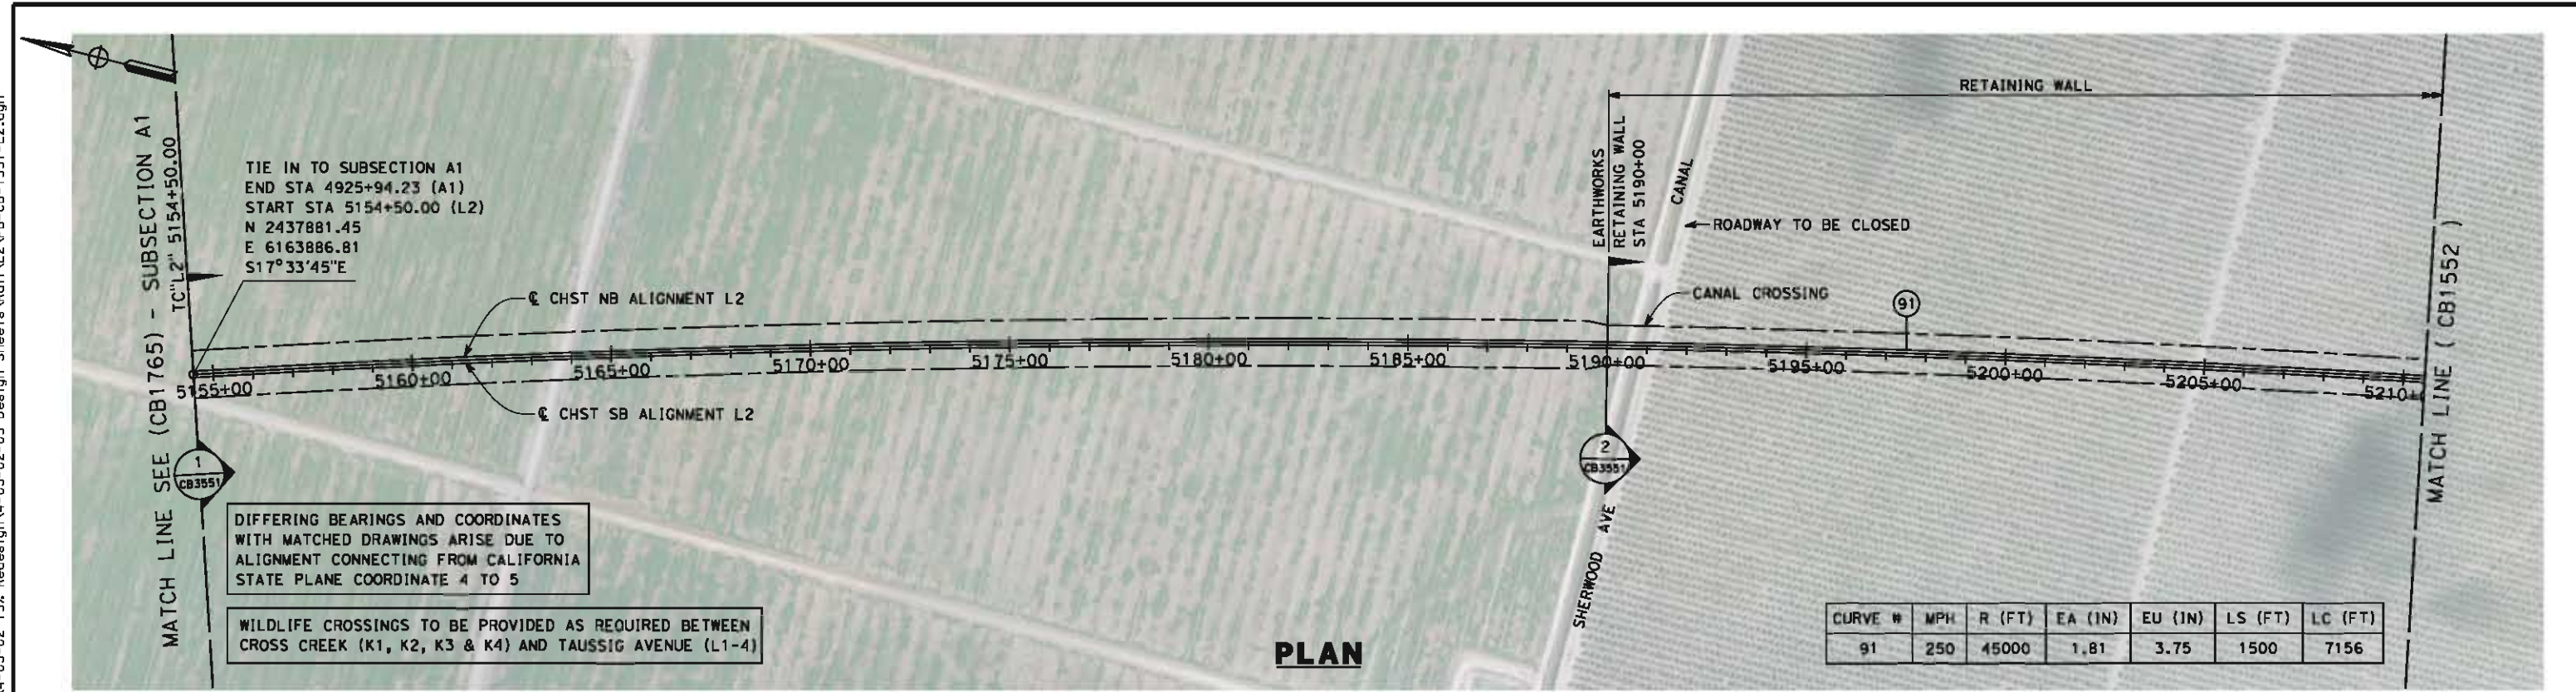 MATCH LINE SEE (CB1765) - SUBSECTION A1
TC"L2" 5154+50.00
TIE IN TO SUBSECTION A1
END STA 4925+94.23 (A1)
START STA 5154+50.00 (L2)
N 2437881.45
E 6163886.81
S17°33'45"E
℄ CHST NB ALIGNMENT L2
℄ CHST SB ALIGNMENT L2
5155+00
5160+00
5165+00
5170+00
5175+00
5180+00
5185+00
5190+00
5195+00
5200+00
5205+00
1
CB3551
2
CB3551
EARTHWORKS
RETAINING WALL
STA 5190+00
CANAL
RETAINING WALL
ROADWAY TO BE CLOSED
CANAL CROSSING
91
SHERWOOD AVE
MATCH LINE ( CB1552 )
DIFFERING BEARINGS AND COORDINATES
WITH MATCHED DRAWINGS ARISE DUE TO
ALIGNMENT CONNECTING FROM CALIFORNIA
STATE PLANE COORDINATE 4 TO 5
WILDLIFE CROSSINGS TO BE PROVIDED AS REQUIRED BETWEEN
CROSS CREEK (K1, K2, K3 & K4) AND TAUSSIG AVENUE (L1-4)
PLAN
CURVE # MPH R (FT) EA (IN) EU (IN) LS (FT) LC (FT)
91 250 45000 1.81 3.75 1500 7156